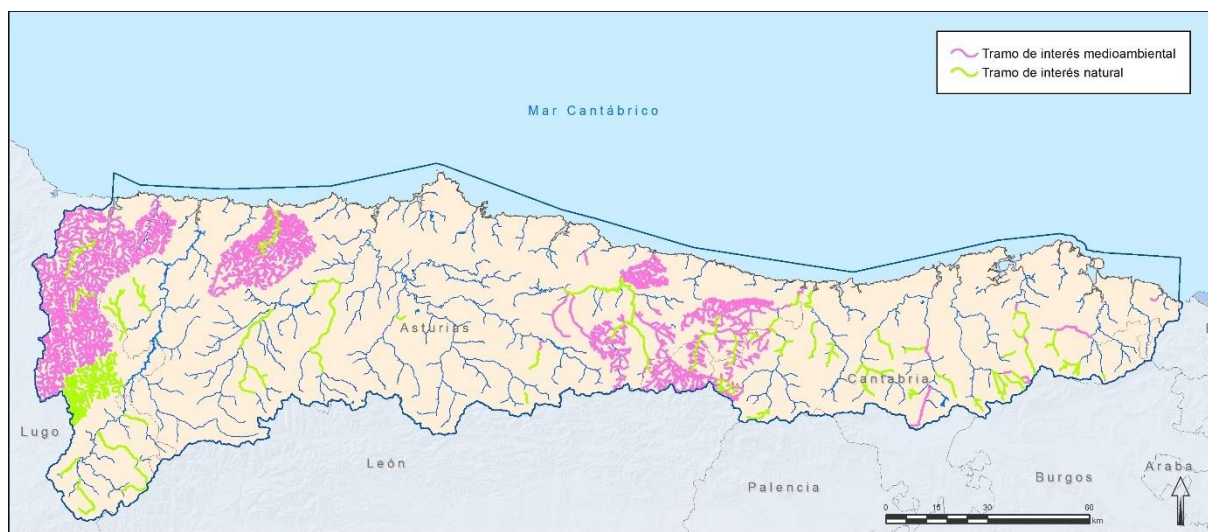 Tramo de interés medioambiental
Tramo de interés natural
Mar Cantábrico
Asturias
Cantabria
Lugo
León
Palencia
Burgos
Araba
0 15 30 60
km